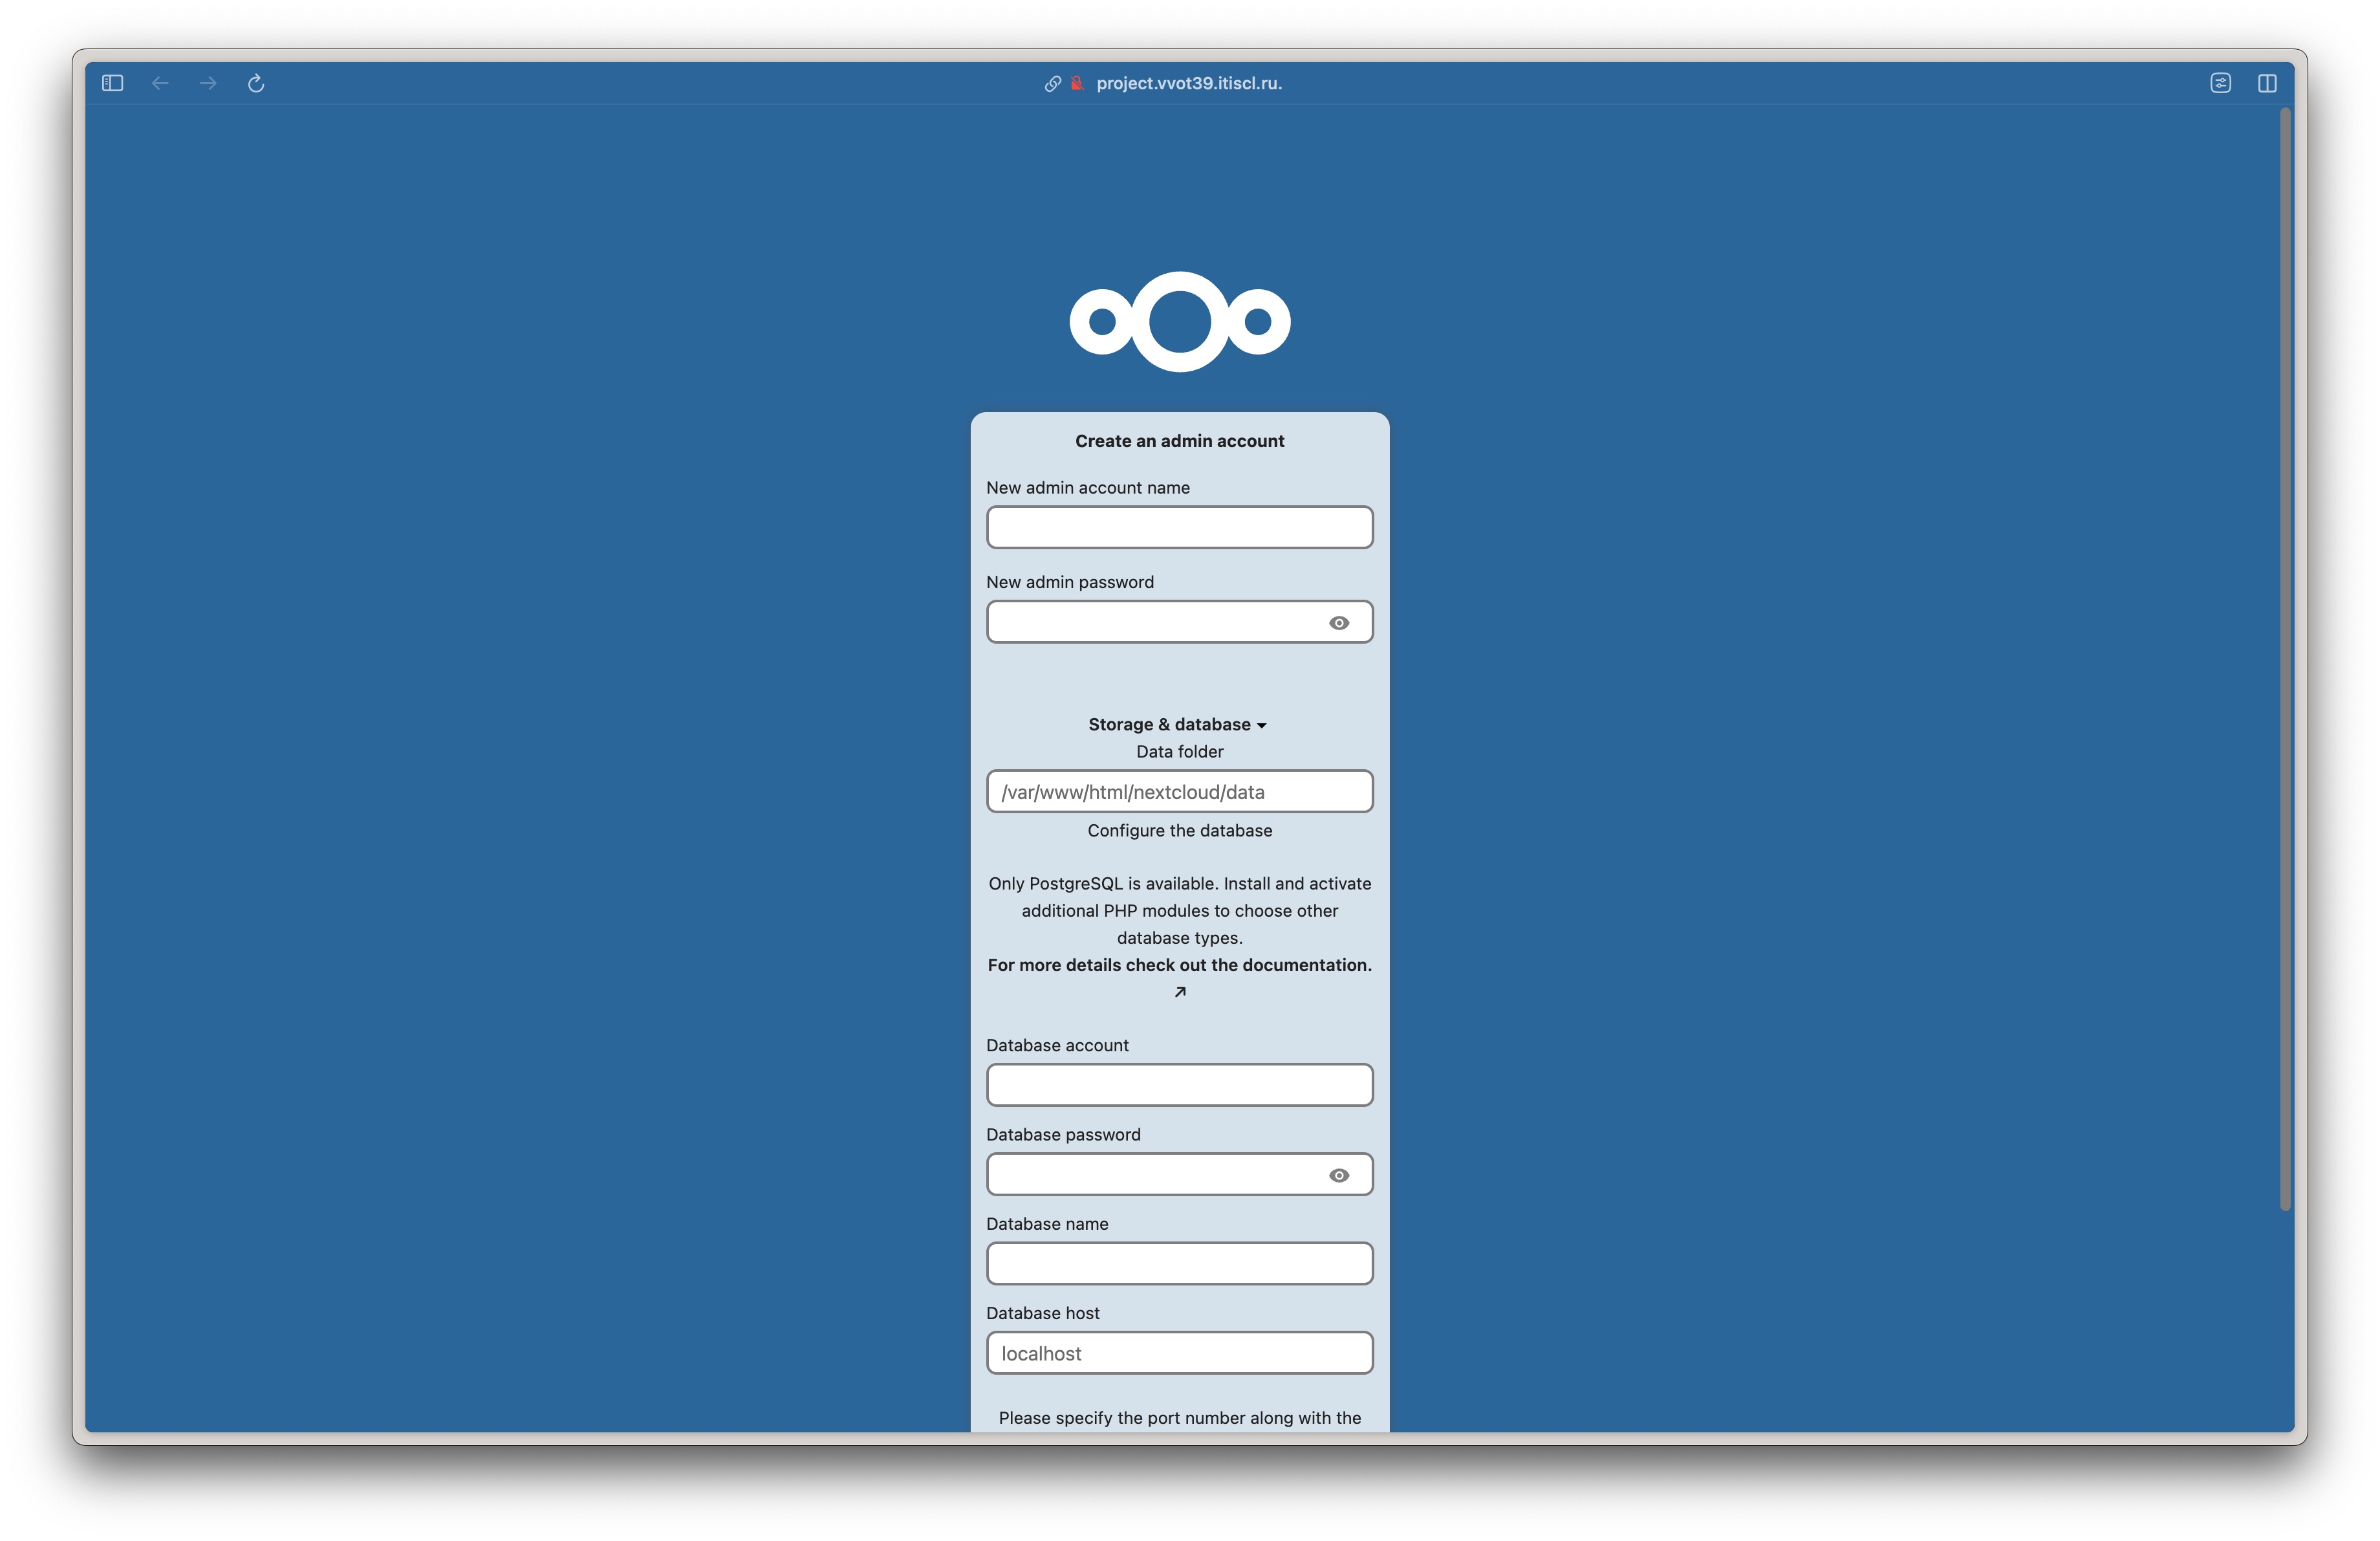 project.vvot39.itiscl.ru.
Create an admin account
New admin account name
New admin password
Storage & database
Data folder
/var/www/html/nextcloud/data
Configure the database
Only PostgreSQL is available. Install and activate
additional PHP modules to choose other
database types.
For more details check out the documentation.
Database account
Database password
Database name
Database host
localhost
Please specify the port number along with the